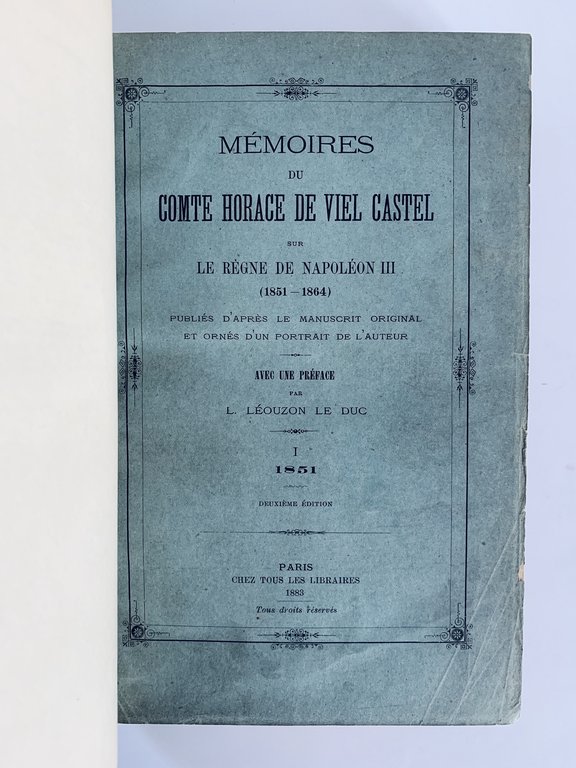 MÉMOIRES
DU
COMTE HORACE DE VIEL CASTEL
SUR
LE RÈGNE DE NAPOLÉON III
(1851—1864)
PUBLIÉS D'APRÈS LE MANUSCRIT ORIGINAL
ET ORNÉS D'UN PORTRAIT DE L'AUTEUR
AVEC UNE PRÉFACE
PAR
L. LÉOUZON LE DUC
I
1851
DEUXIÈME ÉDITION
PARIS
CHEZ TOUS LES LIBRAIRES
1883
Tous droits réservés